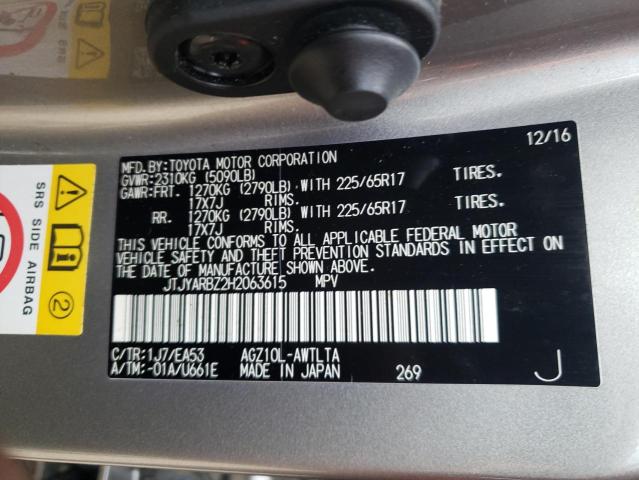 MFD. BY:TOYOTA MOTOR CORPORATION 12/16
GVWR:2310KG (5090LB)
GAWR:FRT. 1270KG (2790LB) WITH 225/65R17 TIRES.
17X7J RIMS.
RR. 1270KG (2790LB) WITH 225/65R17 TIRES.
17X7J RIMS.
THIS VEHICLE CONFORMS TO ALL APPLICABLE FEDERAL MOTOR
VEHICLE SAFETY AND THEFT PREVENTION STANDARDS IN EFFECT ON
THE DATE OF MANUFACTURE SHOWN ABOVE.
JTJYARBZ2H2063615 MPV
C/TR:1J7/EA53 AGZ10L-AWTLTA
A/TM:-01A/U661E MADE IN JAPAN 269 J
SRS SIDE AIRBAG
2